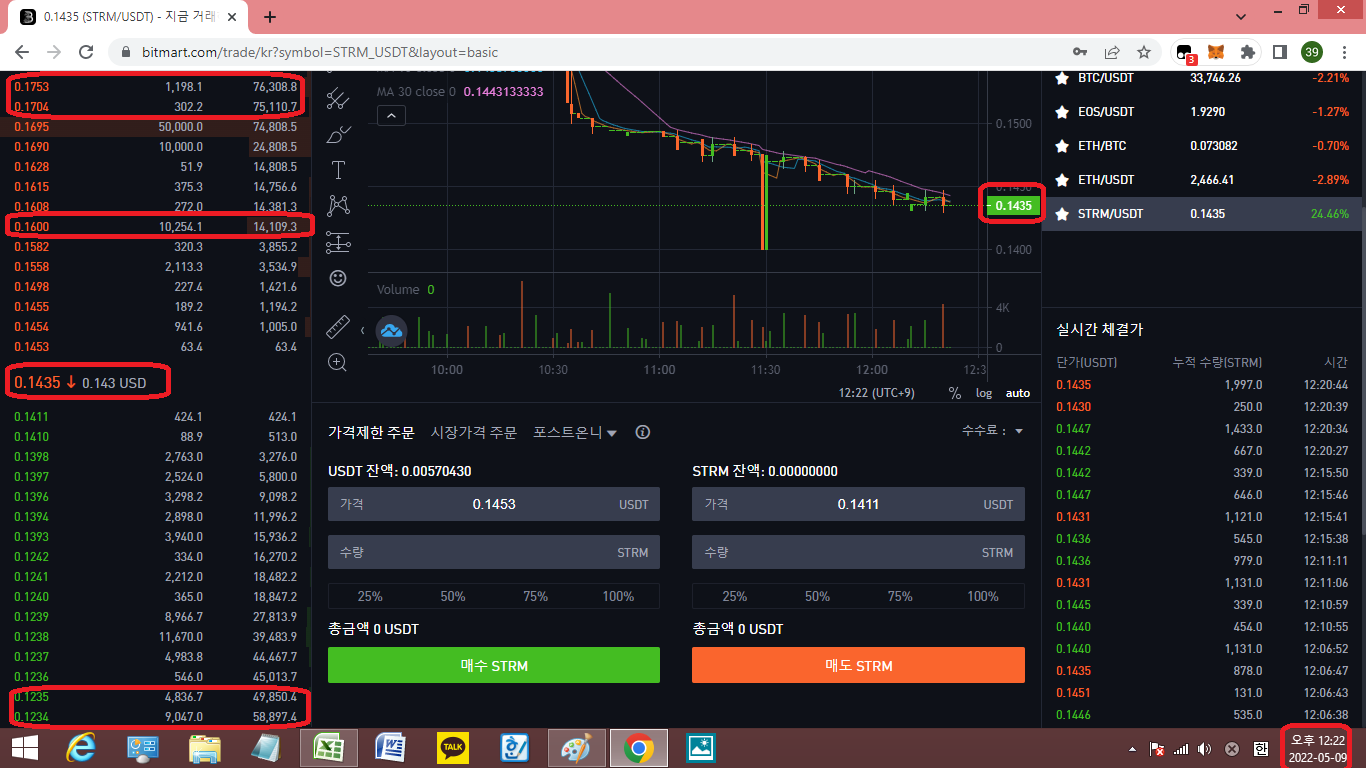 0.1435 (STRM/USDT) - 지금 거래
bitmart.com/trade/kr?symbol=STRM_USDT&layout=basic
3
39
0.1753 1,198.1 76,308.8
0.1704 302.2 75,110.7
0.1695 50,000.0 74,808.5
0.1690 10,000.0 24,808.5
0.1628 51.9 14,808.5
0.1615 375.3 14,756.6
0.1608 272.0 14,381.3
0.1600 10,254.1 14,109.3
0.1582 320.3 3,855.2
0.1558 2,113.3 3,534.9
0.1498 227.4 1,421.6
0.1455 189.2 1,194.2
0.1454 941.6 1,005.0
0.1453 63.4 63.4
0.1435 ↓ 0.143 USD
0.1411 424.1 424.1
0.1410 88.9 513.0
0.1398 2,763.0 3,276.0
0.1397 2,524.0 5,800.0
0.1396 3,298.2 9,098.2
0.1394 2,898.0 11,996.2
0.1393 3,940.0 15,936.2
0.1242 334.0 16,270.2
0.1241 2,212.0 18,482.2
0.1240 365.0 18,847.2
0.1239 8,966.7 27,813.9
0.1238 11,670.0 39,483.9
0.1237 4,983.8 44,467.7
0.1236 546.0 45,013.7
0.1235 4,836.7 49,850.4
0.1234 9,047.0 58,897.4
MA 30 close 0 0.1443133333
0.1500
0.1450
0.1435
0.1400
Volume 0
4K
0
10:00 10:30 11:00 11:30 12:00 12:3
12:22 (UTC+9) % log auto
가격제한 주문 시장가격 주문 포스트온니 수수료 :
USDT 잔액: 0.00570430
가격 0.1453 USDT
수량 STRM
25% 50% 75% 100%
총금액 0 USDT
매수 STRM
STRM 잔액: 0.00000000
가격 0.1411 USDT
수량 STRM
25% 50% 75% 100%
총금액 0 USDT
매도 STRM
BTC/USDT 33,746.26 -2.21%
EOS/USDT 1.9290 -1.27%
ETH/BTC 0.073082 -0.70%
ETH/USDT 2,466.41 -2.89%
STRM/USDT 0.1435 24.46%
실시간 체결가
단가(USDT) 누적 수량(STRM) 시간
0.1435 1,997.0 12:20:44
0.1430 250.0 12:20:39
0.1447 1,433.0 12:20:34
0.1442 667.0 12:20:27
0.1442 339.0 12:15:50
0.1447 646.0 12:15:46
0.1431 1,121.0 12:15:41
0.1436 545.0 12:15:38
0.1436 979.0 12:11:11
0.1431 1,131.0 12:11:06
0.1445 339.0 12:10:59
0.1440 454.0 12:10:55
0.1440 1,131.0 12:06:52
0.1435 878.0 12:06:47
0.1451 131.0 12:06:43
0.1446 535.0 12:06:38
TALK
한
오후 12:22
2022-05-09